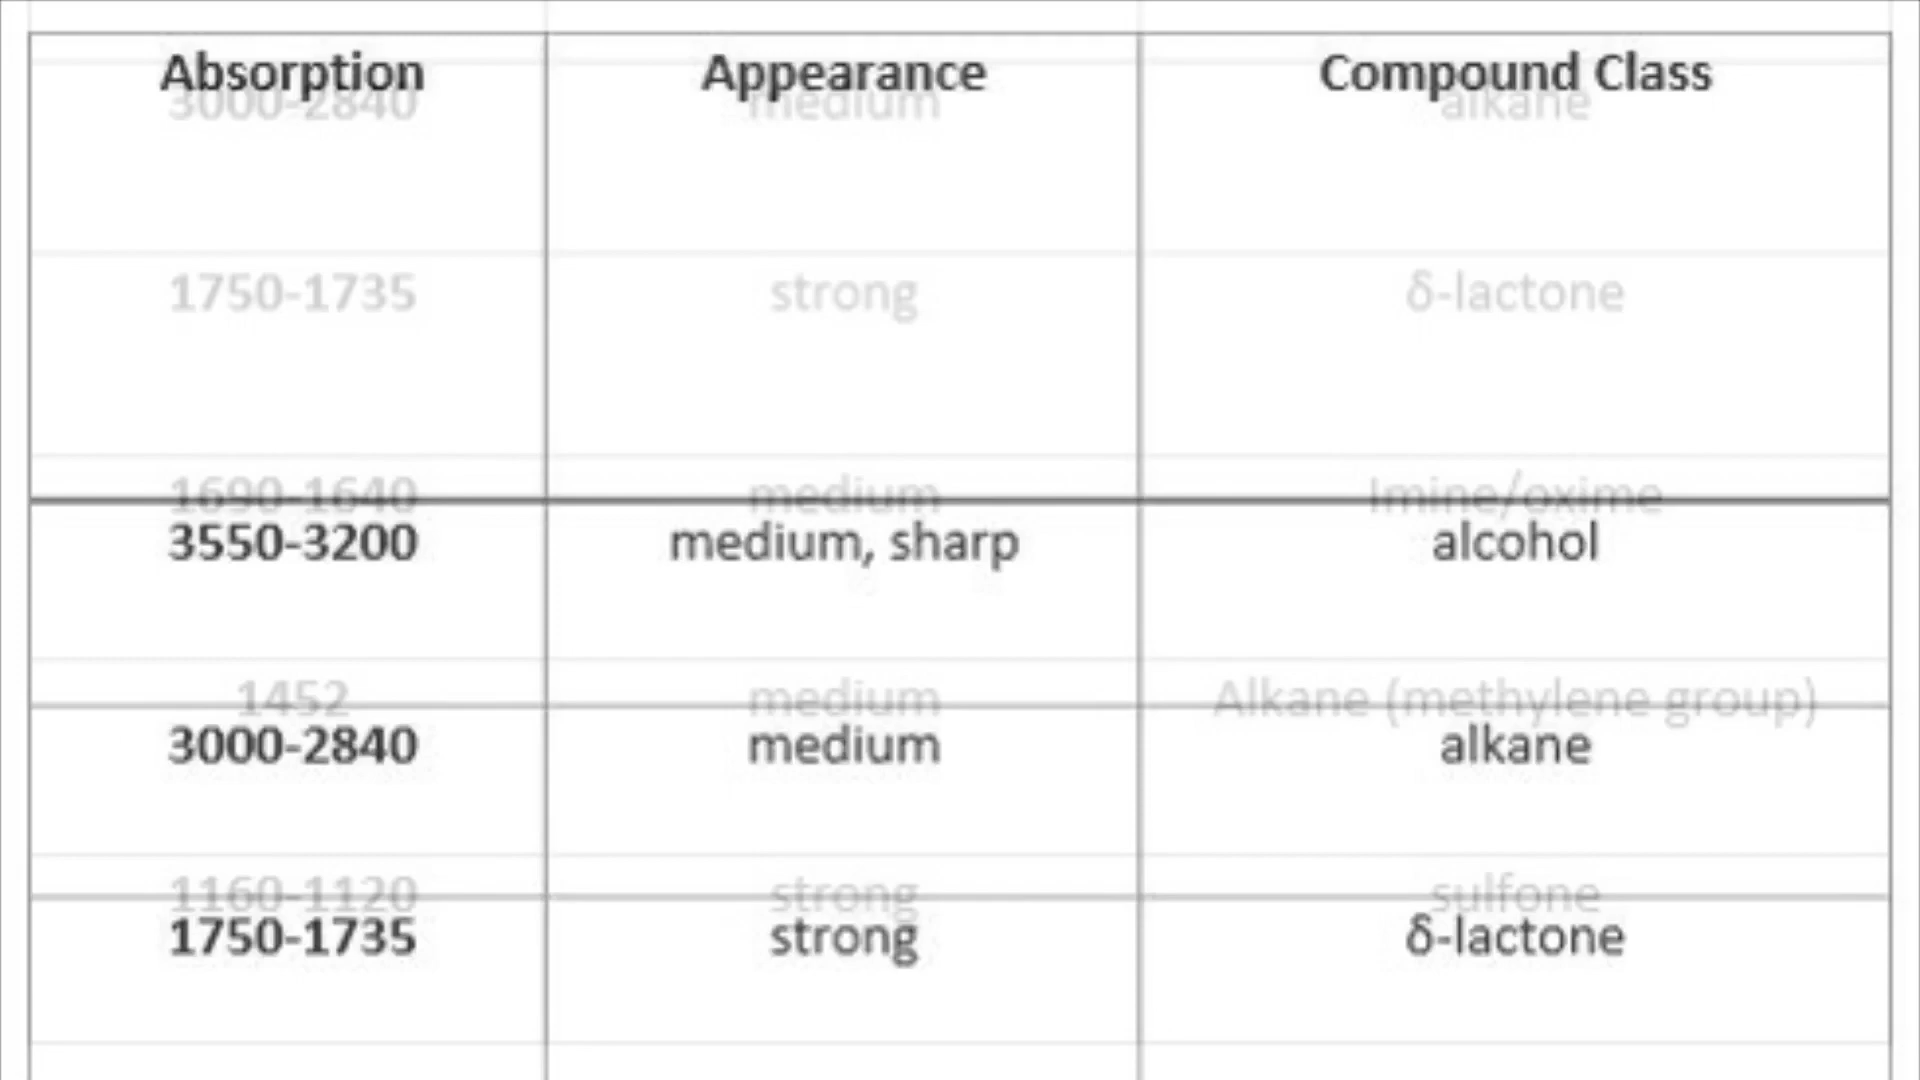 Absorption Appearance Compound Class
3000-2840 medium alkane
1750-1735 strong δ-lactone
1690-1640 medium Imine/oxime
3550-3200 medium, sharp alcohol
1452 medium Alkane (methylene group)
3000-2840 medium alkane
1160-1120 strong sulfone
1750-1735 strong δ-lactone